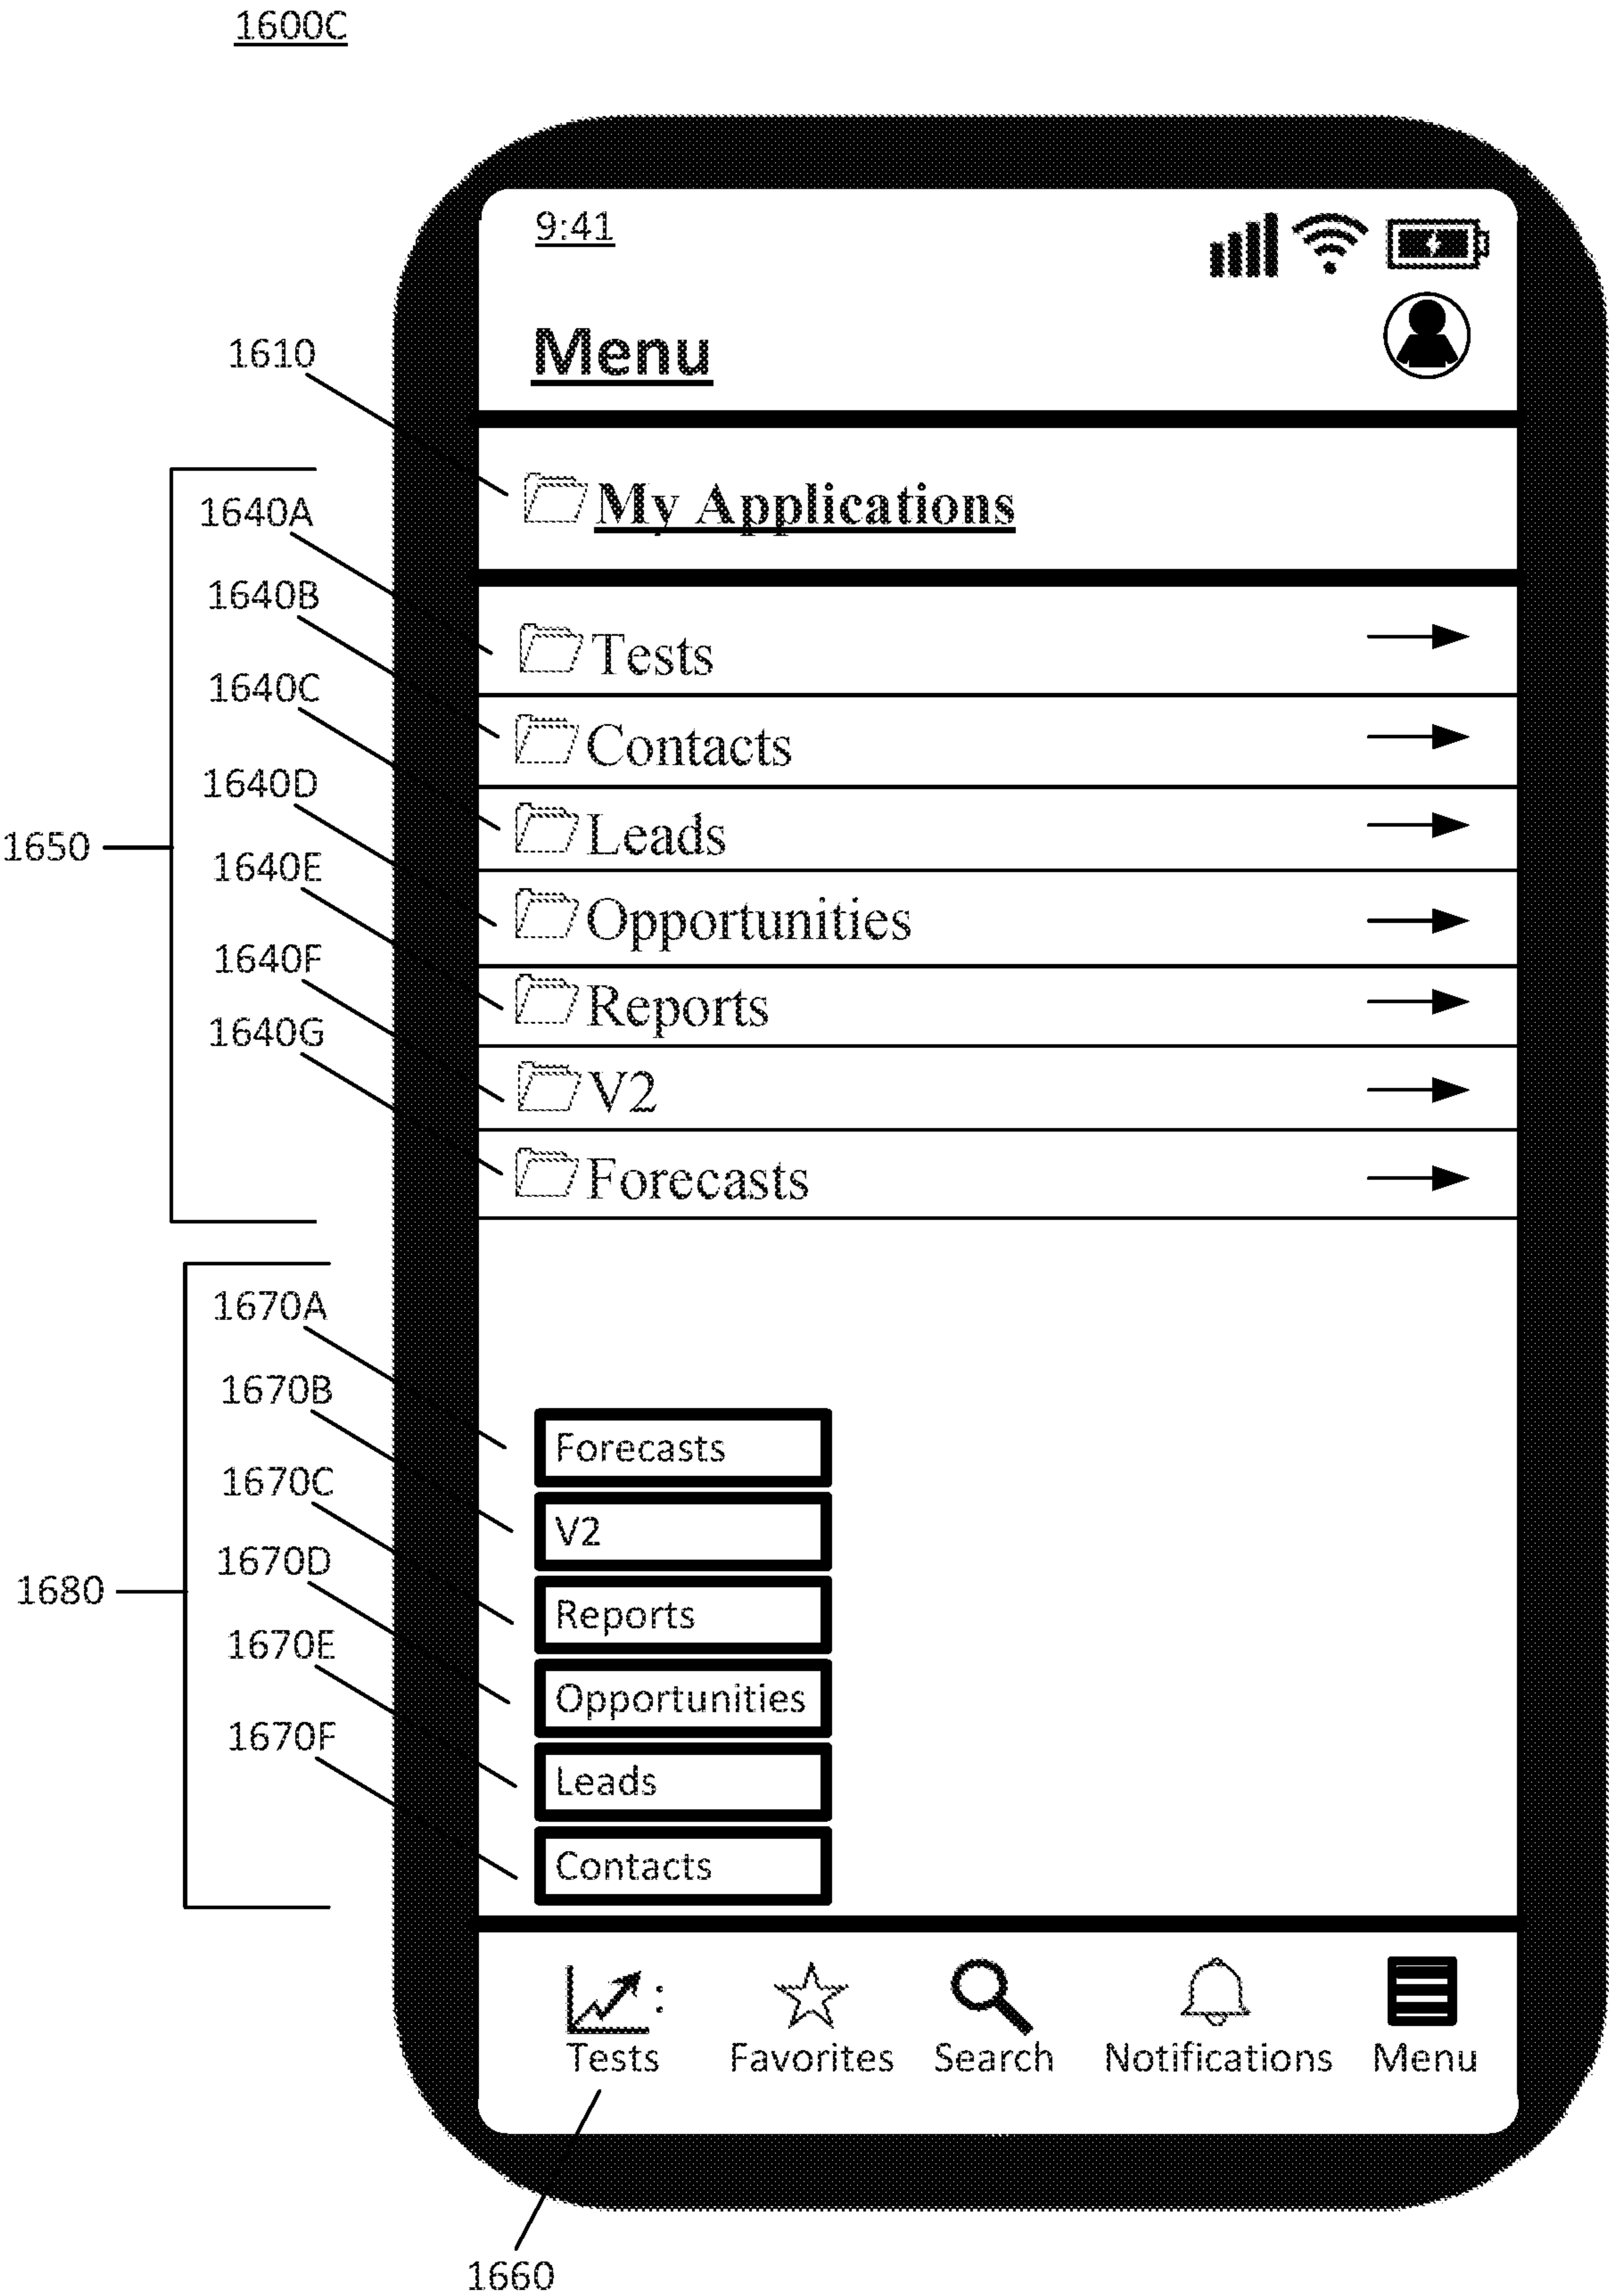 1600C
9:41
Menu
1610
My Applications
1640A
Tests
1640B
Contacts
1640C
Leads
1640D
Opportunities
1650
1640E
Reports
1640F
V2
1640G
Forecasts
1670A
Forecasts
1670B
V2
1670C
Reports
1670D
Opportunities
1680
1670E
Leads
1670F
Contacts
Tests Favorites Search Notifications Menu
1660